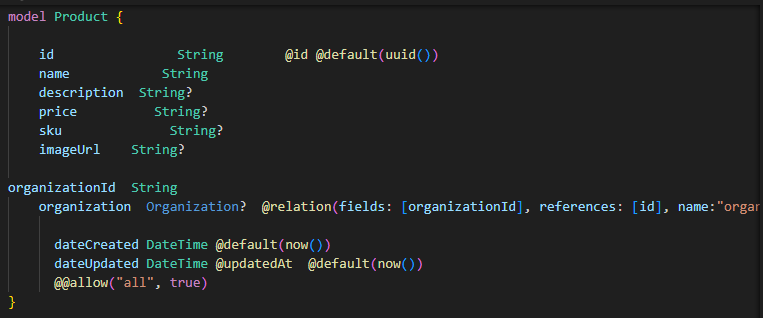 model Product {
id String @id @default(uuid())
name String
description String?
price String?
sku String?
imageUrl String?
organizationId String
organization Organization? @relation(fields: [organizationId], references: [id], name:"organ
dateCreated DateTime @default(now())
dateUpdated DateTime @updatedAt @default(now())
@@allow("all", true)
}